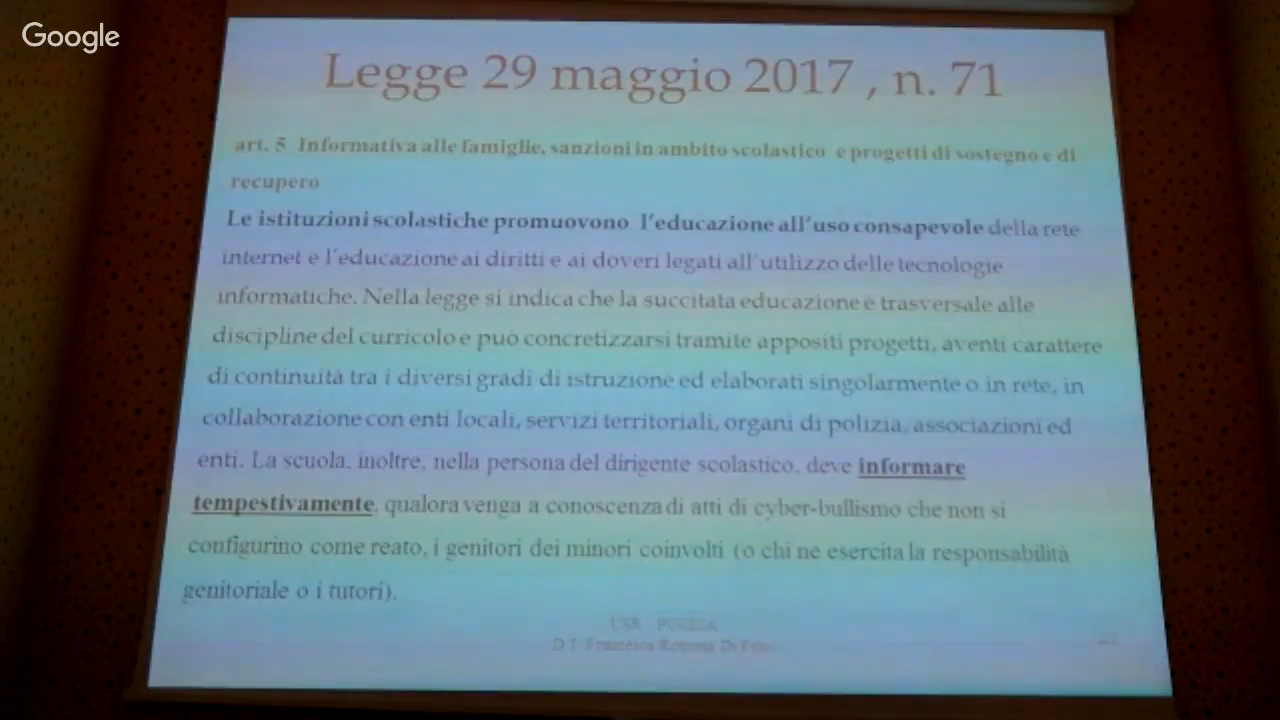 Google
Legge 29 maggio 2017 , n. 71
art. 5 Informativa alle famiglie, sanzioni in ambito scolastico e progetti di sostegno e di
recupero
Le istituzioni scolastiche promuovono l'educazione all'uso consapevole della rete
internet e l'educazione ai diritti e ai doveri legati all'utilizzo delle tecnologie
informatiche. Nella legge si indica che la succitata educazione è trasversale alle
discipline del curricolo e può concretizzarsi tramite appositi progetti, aventi carattere
di continuità tra i diversi gradi di istruzione ed elaborati singolarmente o in rete, in
collaborazione con enti locali, servizi territoriali, organi di polizia, associazioni ed
enti. La scuola, inoltre, nella persona del dirigente scolastico, deve informare
tempestivamente, qualora venga a conoscenza di atti di cyber-bullismo che non si
configurino come reato, i genitori dei minori coinvolti (o chi ne esercita la responsabilità
genitoriale o i tutori).
USR PUGLIA
D.T. Francesca Romana Di